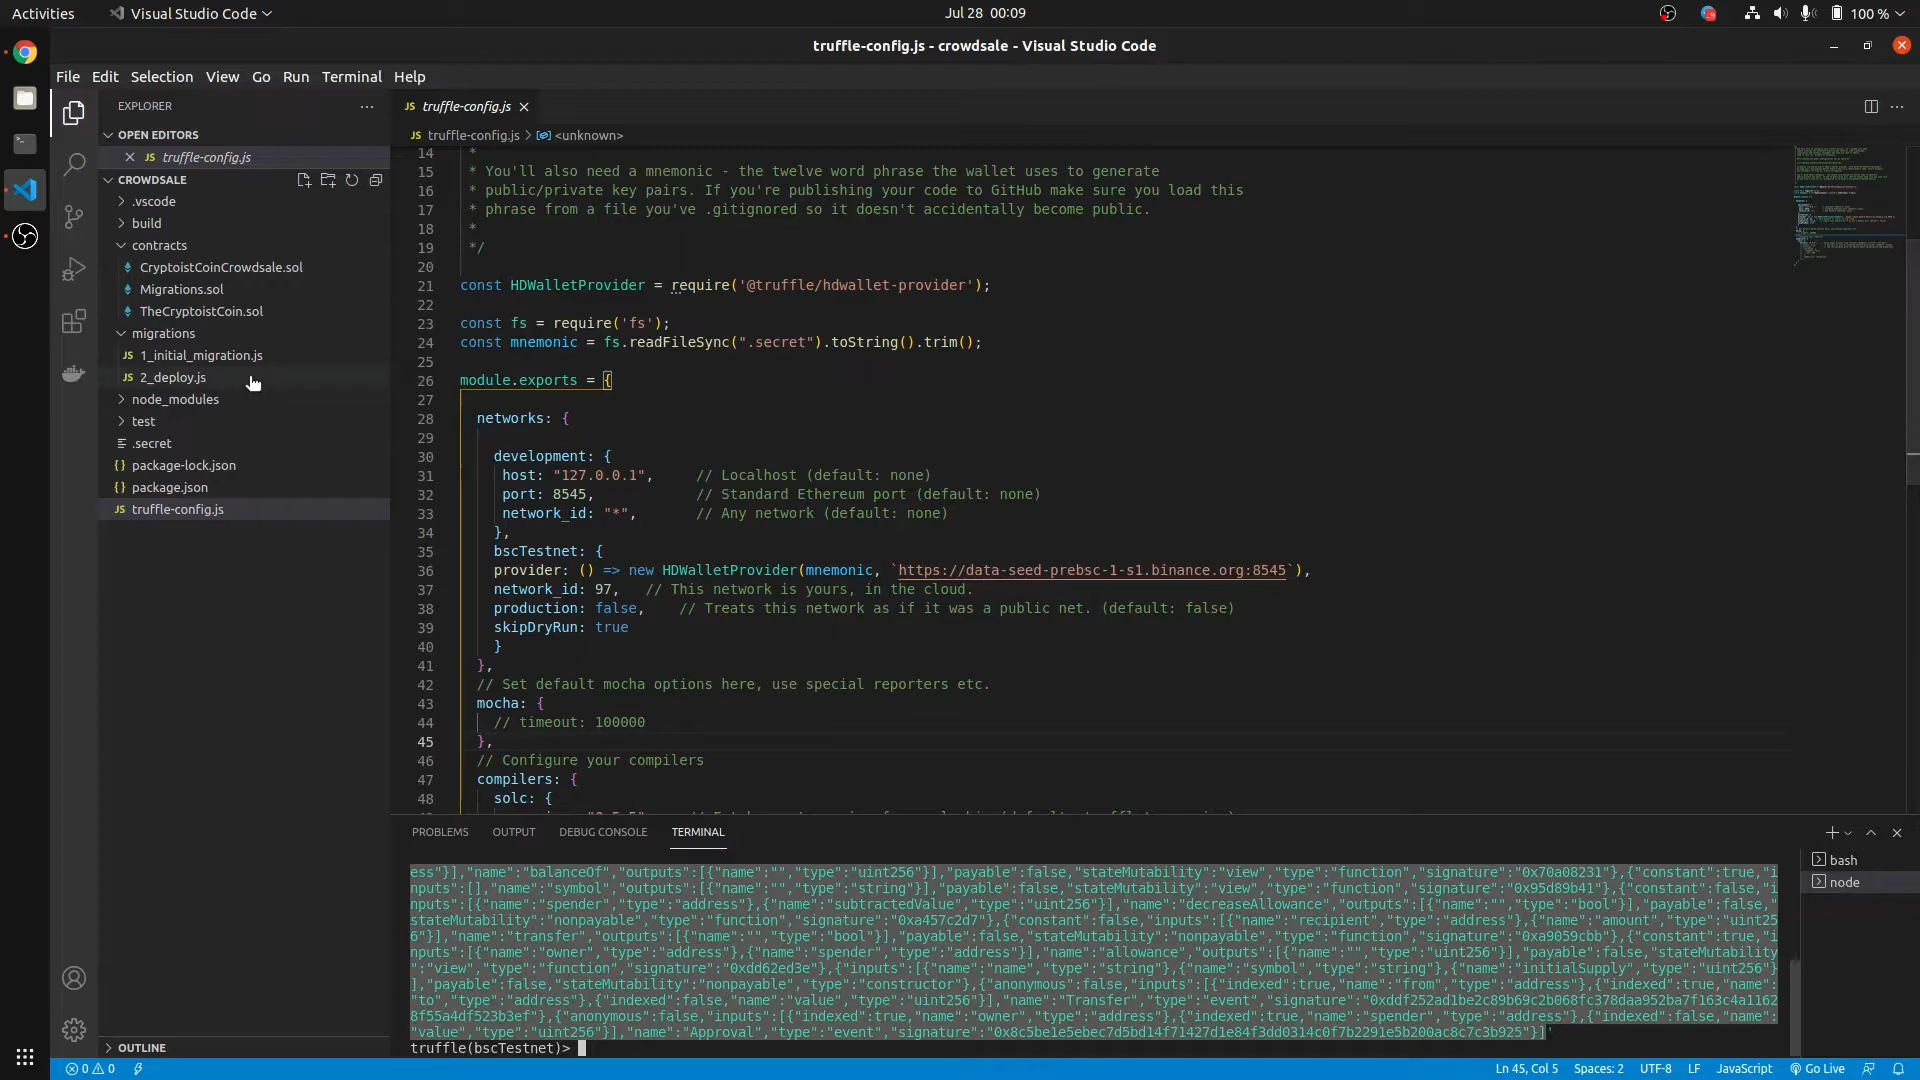 Activities
Visual Studio Code
Jul 28 00:09
100 %
truffle-config.js - crowdsale - Visual Studio Code
File Edit Selection View Go Run Terminal Help
EXPLORER
OPEN EDITORS
truffle-config.js
CROWDSALE
.vscode
build
contracts
CryptoistCoinCrowdsale.sol
Migrations.sol
TheCryptoistCoin.sol
migrations
JS 1_initial_migration.js
JS 2_deploy.js
node_modules
test
.secret
{} package-lock.json
{} package.json
JS truffle-config.js
OUTLINE
JS truffle-config.js
JS truffle-config.js > <unknown>
14 *
15 * You'll also need a mnemonic - the twelve word phrase the wallet uses to generate
16 * public/private key pairs. If you're publishing your code to GitHub make sure you load this
17 * phrase from a file you've .gitignored so it doesn't accidentally become public.
18 *
19 */
20
21 const HDWalletProvider = require('@truffle/hdwallet-provider');
22
23 const fs = require('fs');
24 const mnemonic = fs.readFileSync(".secret").toString().trim();
25
26 module.exports = {
27
28 networks: {
29
30 development: {
31 host: "127.0.0.1", // Localhost (default: none)
32 port: 8545, // Standard Ethereum port (default: none)
33 network_id: "*", // Any network (default: none)
34 },
35 bscTestnet: {
36 provider: () => new HDWalletProvider(mnemonic, `https://data-seed-prebsc-1-s1.binance.org:8545`),
37 network_id: 97, // This network is yours, in the cloud.
38 production: false, // Treats this network as if it was a public net. (default: false)
39 skipDryRun: true
40 }
41 },
42 // Set default mocha options here, use special reporters etc.
43 mocha: {
44 // timeout: 100000
45 },
46 // Configure your compilers
47 compilers: {
48 solc: {
PROBLEMS OUTPUT DEBUG CONSOLE TERMINAL
bash
node
ess"}],"name":"balanceOf","outputs":[{"name":"","type":"uint256"}],"payable":false,"stateMutability":"view","type":"function","signature":"0x70a08231"},{"constant":true,"i
nputs":[],"name":"symbol","outputs":[{"name":"","type":"string"}],"payable":false,"stateMutability":"view","type":"function","signature":"0x95d89b41"},{"constant":false,"i
nputs":[{"name":"spender","type":"address"},{"name":"subtractedValue","type":"uint256"}],"name":"decreaseAllowance","outputs":[{"name":"","type":"bool"}],"payable":false,"
stateMutability":"nonpayable","type":"function","signature":"0xa457c2d7"},{"constant":false,"inputs":[{"name":"recipient","type":"address"},{"name":"amount","type":"uint25
6"}],"name":"transfer","outputs":[{"name":"","type":"bool"}],"payable":false,"stateMutability":"nonpayable","type":"function","signature":"0xa9059cbb"},{"constant":true,"i
nputs":[{"name":"owner","type":"address"},{"name":"spender","type":"address"}],"name":"allowance","outputs":[{"name":"","type":"uint256"}],"payable":false,"stateMutability
":"view","type":"function","signature":"0xdd62ed3e"},{"inputs":[{"name":"name","type":"string"},{"name":"symbol","type":"string"},{"name":"initialSupply","type":"uint256"}
],"payable":false,"stateMutability":"nonpayable","type":"constructor"},{"anonymous":false,"inputs":[{"indexed":true,"name":"from","type":"address"},{"indexed":true,"name":
"to","type":"address"},{"indexed":false,"name":"value","type":"uint256"}],"name":"Transfer","type":"event","signature":"0xddf252ad1be2c89b69c2b068fc378daa952ba7f163c4a1162
8f55a4df523b3ef"},{"anonymous":false,"inputs":[{"indexed":true,"name":"owner","type":"address"},{"indexed":true,"name":"spender","type":"address"},{"indexed":false,"name":
"value","type":"uint256"}],"name":"Approval","type":"event","signature":"0x8c5be1e5ebec7d5bd14f71427d1e84f3dd0314c0f7b2291e5b200ac8c7c3b925"}]'
truffle(bscTestnet)>
0 0
Ln 45, Col 5 Spaces: 2 UTF-8 LF JavaScript Go Live